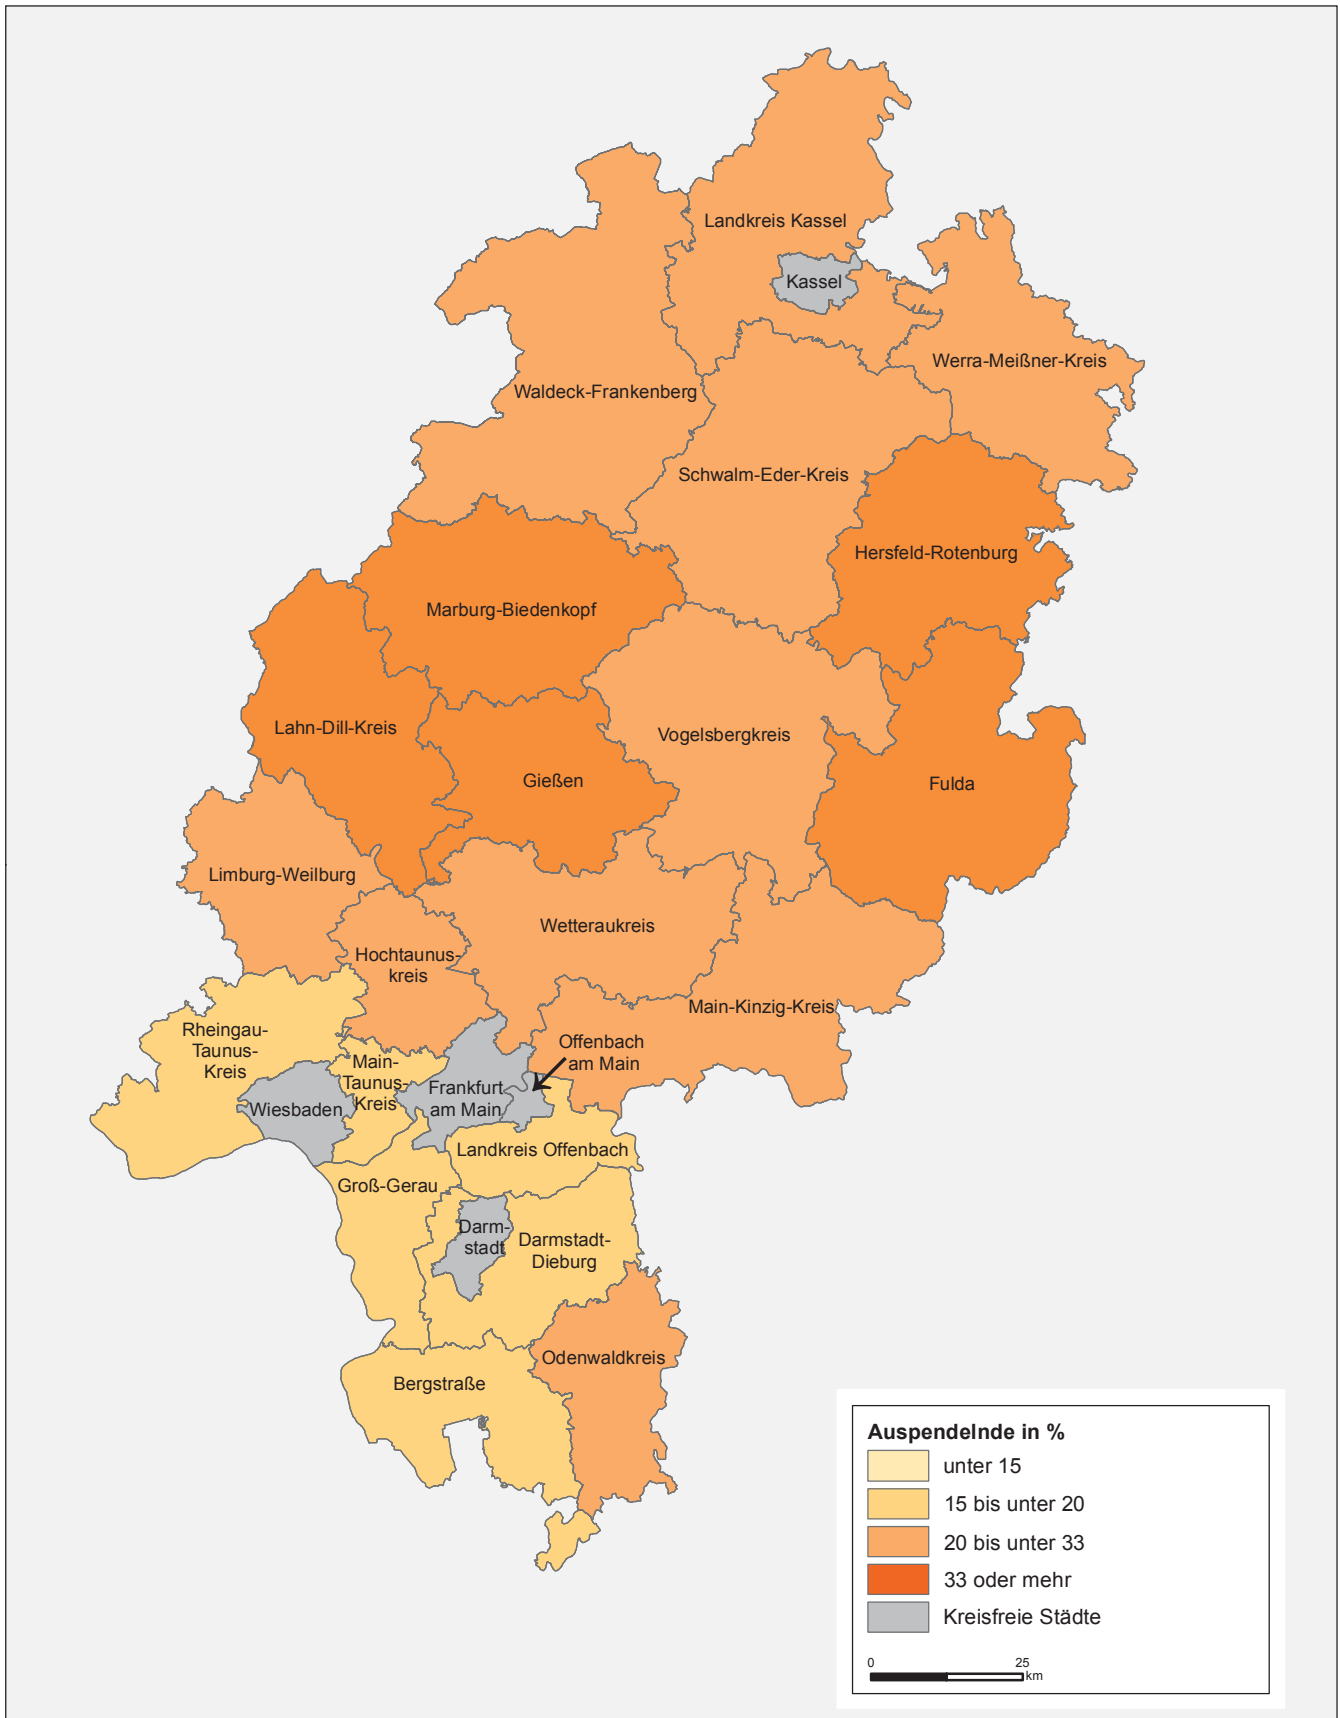 Landkreis Kassel
Kassel
Werra-Meißner-Kreis
Waldeck-Frankenberg
Schwalm-Eder-Kreis
Hersfeld-Rotenburg
Marburg-Biedenkopf
Lahn-Dill-Kreis
Vogelsbergkreis
Gießen
Fulda
Limburg-Weilburg
Wetteraukreis
Hochtaunus-
kreis
Main-Kinzig-Kreis
Rheingau-
Taunus-
Kreis
Offenbach
am Main
Main-
Taunus-
Kreis
Frankfurt
am Main
Wiesbaden
Landkreis Offenbach
Groß-Gerau
Darm-
stadt
Darmstadt-
Dieburg
Odenwaldkreis
Bergstraße
Auspendelnde in %
unter 15
15 bis unter 20
20 bis unter 33
33 oder mehr
Kreisfreie Städte
0 25
km